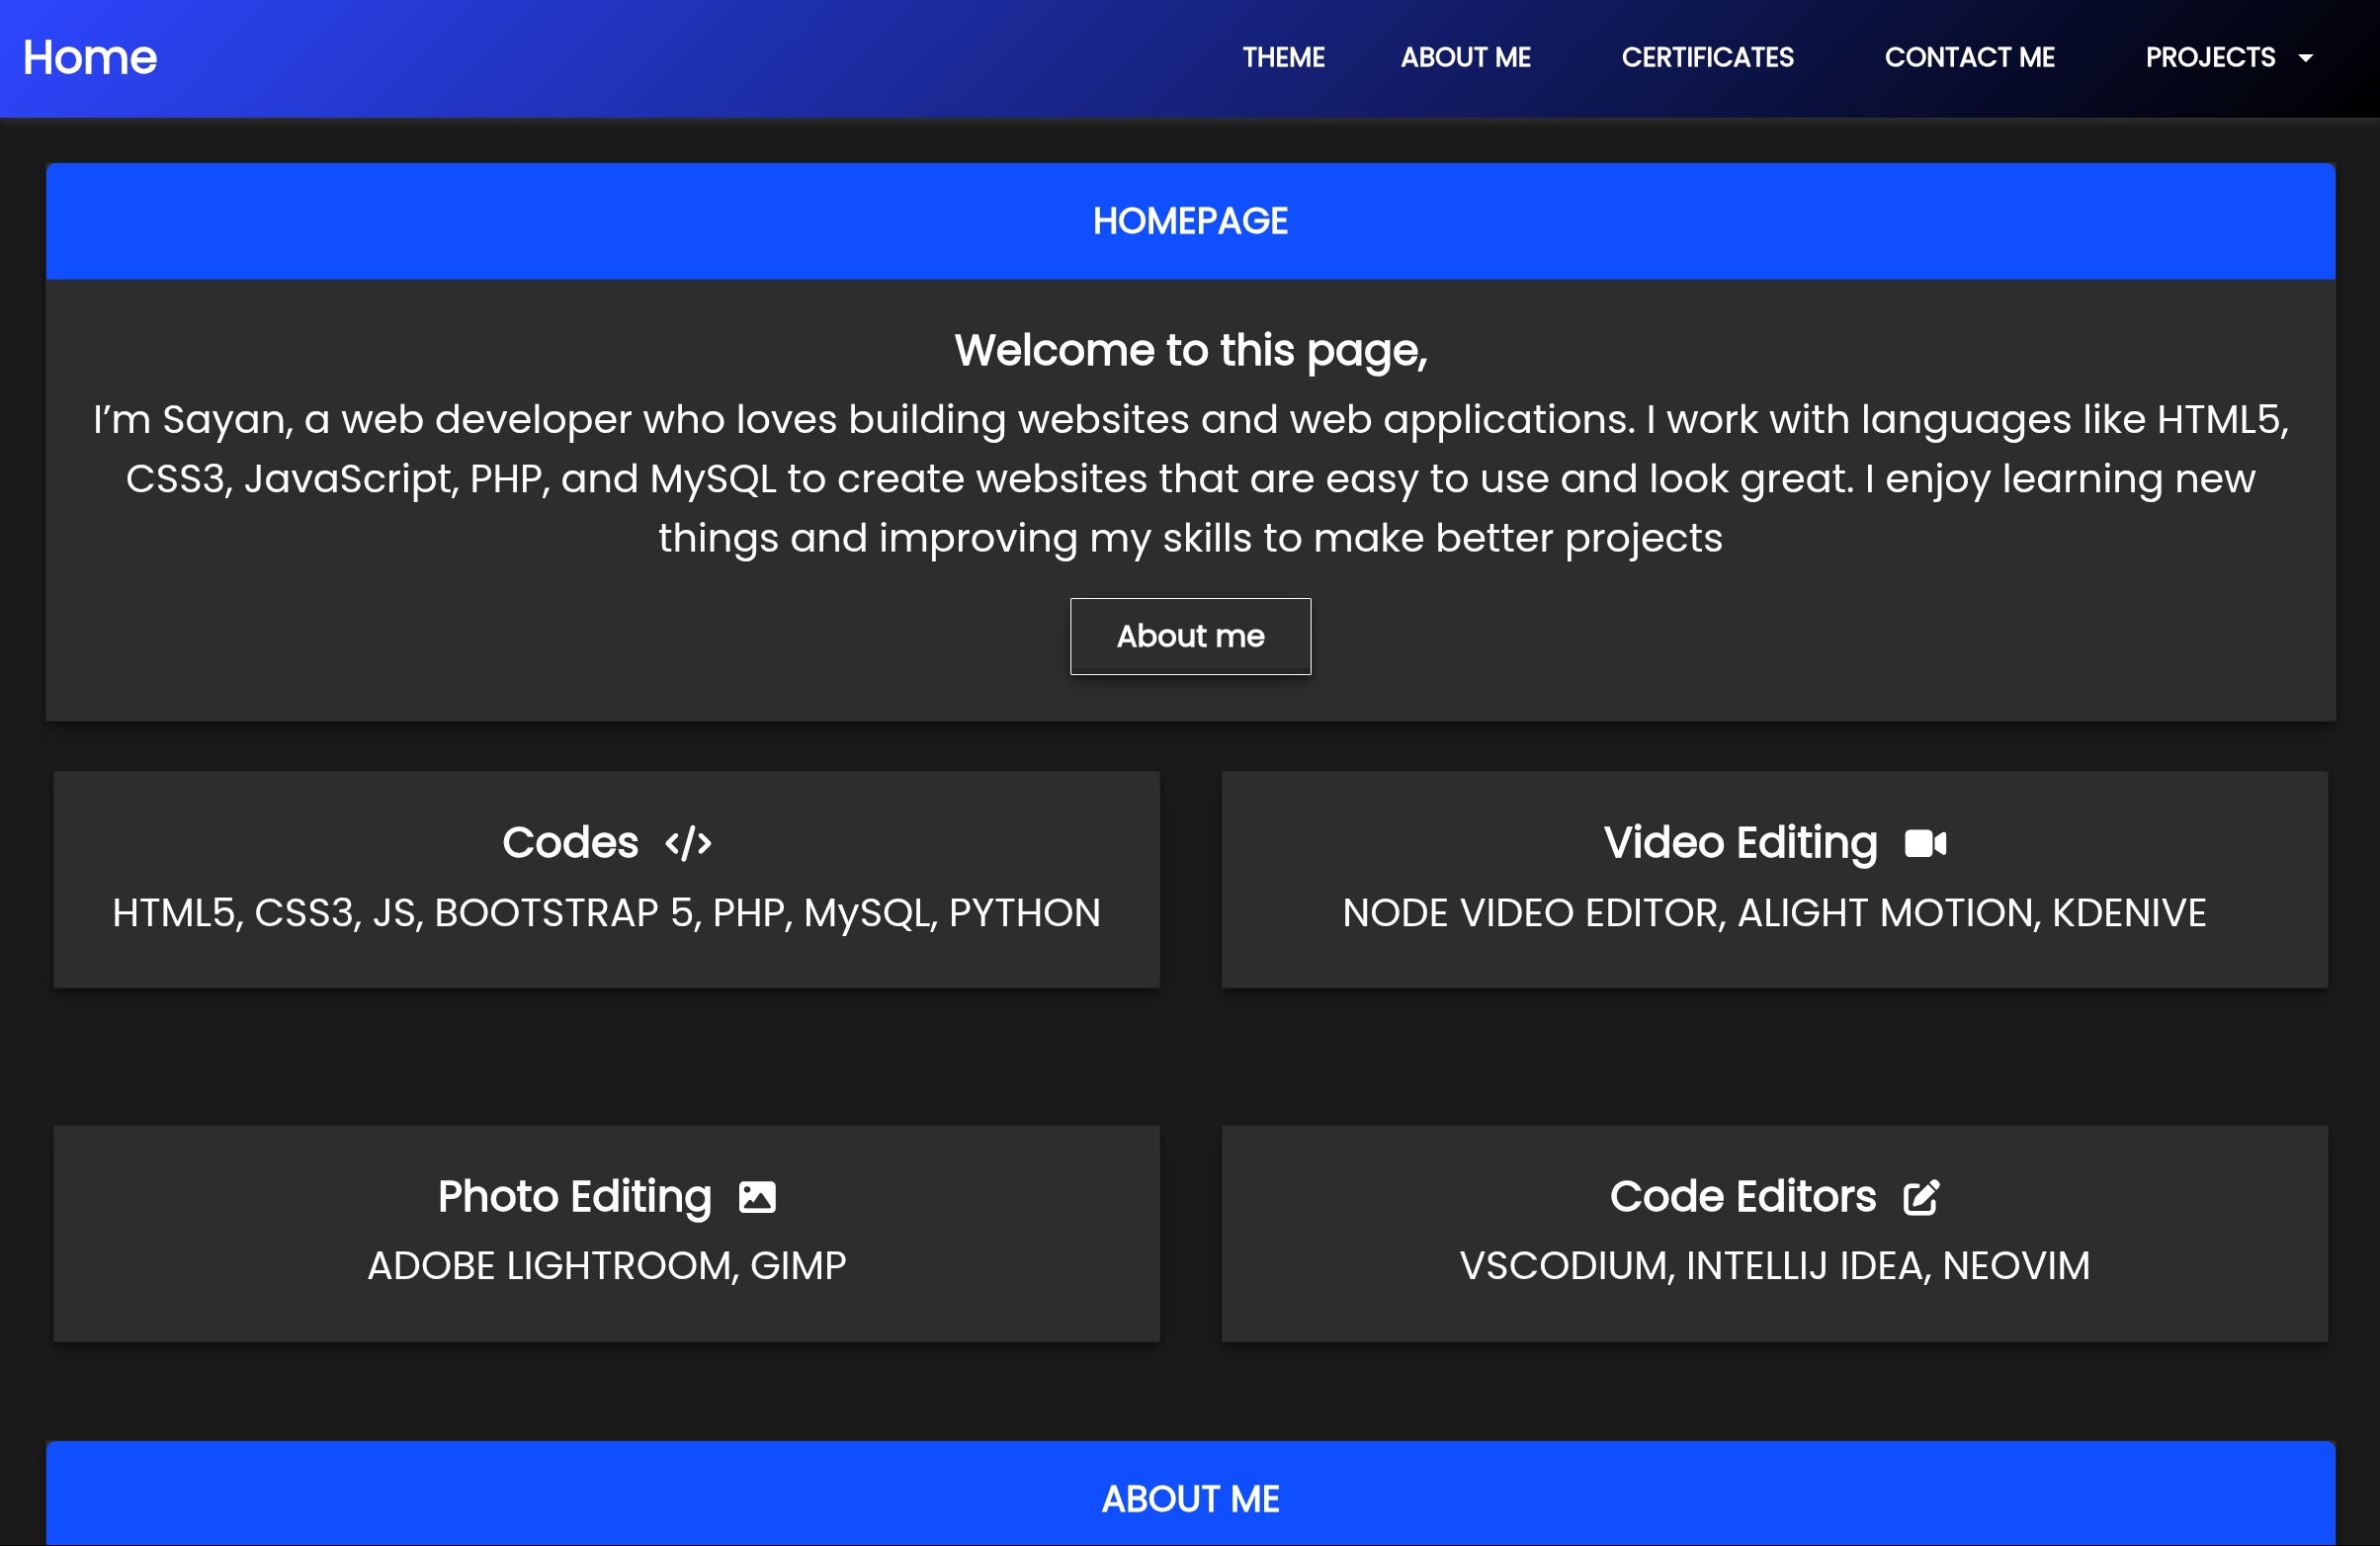 Home
THEME
ABOUT ME
CERTIFICATES
CONTACT ME
PROJECTS
HOMEPAGE
Welcome to this page,
I’m Sayan, a web developer who loves building websites and web applications. I work with languages like HTML5,
CSS3, JavaScript, PHP, and MySQL to create websites that are easy to use and look great. I enjoy learning new
things and improving my skills to make better projects
About me
Codes
HTML5, CSS3, JS, BOOTSTRAP 5, PHP, MySQL, PYTHON
Video Editing
NODE VIDEO EDITOR, ALIGHT MOTION, KDENIVE
Photo Editing
ADOBE LIGHTROOM, GIMP
Code Editors
VSCODIUM, INTELLIJ IDEA, NEOVIM
ABOUT ME